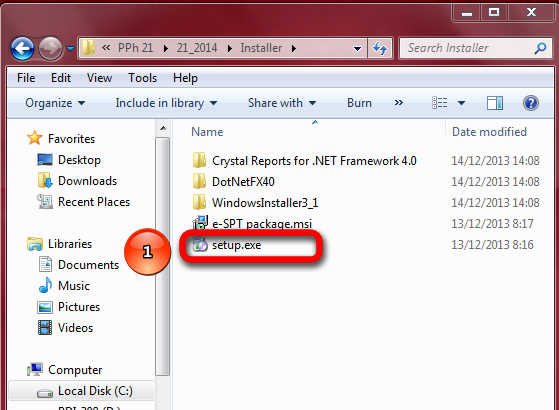 PPh 21 21_2014 Installer Search Installer
File Edit View Tools Help
Organize Include in library Share with Burn
Name Date modified
Favorites
Desktop
Downloads
Recent Places
Libraries
Documents
Music
Pictures
Videos
Computer
Local Disk (C:)
Crystal Reports for .NET Framework 4.0 14/12/2013 14:08
DotNetFX40 14/12/2013 14:08
WindowsInstaller3_1 14/12/2013 14:08
e-SPT package.msi 13/12/2013 8:17
1 setup.exe 13/12/2013 8:16